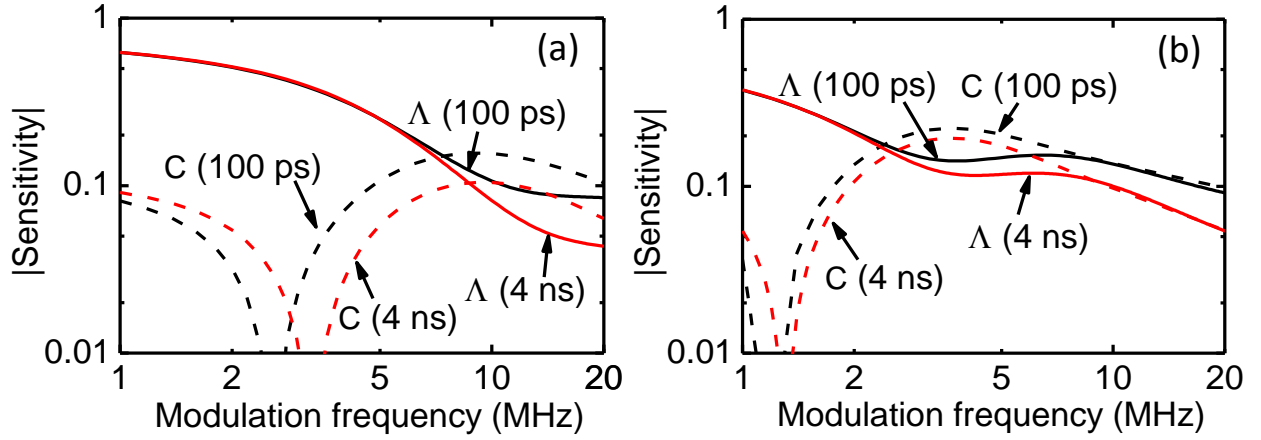 1
(a)
Λ (100 ps)
C (100 ps)
0.1
|Sensitivity|
Λ (4 ns)
C (4 ns)
0.01
1 2 5 10 20
Modulation frequency (MHz)
1
(b)
Λ (100 ps)
C (100 ps)
0.1
|Sensitivity|
Λ (4 ns)
C (4 ns)
0.01
1 2 5 10 20
Modulation frequency (MHz)